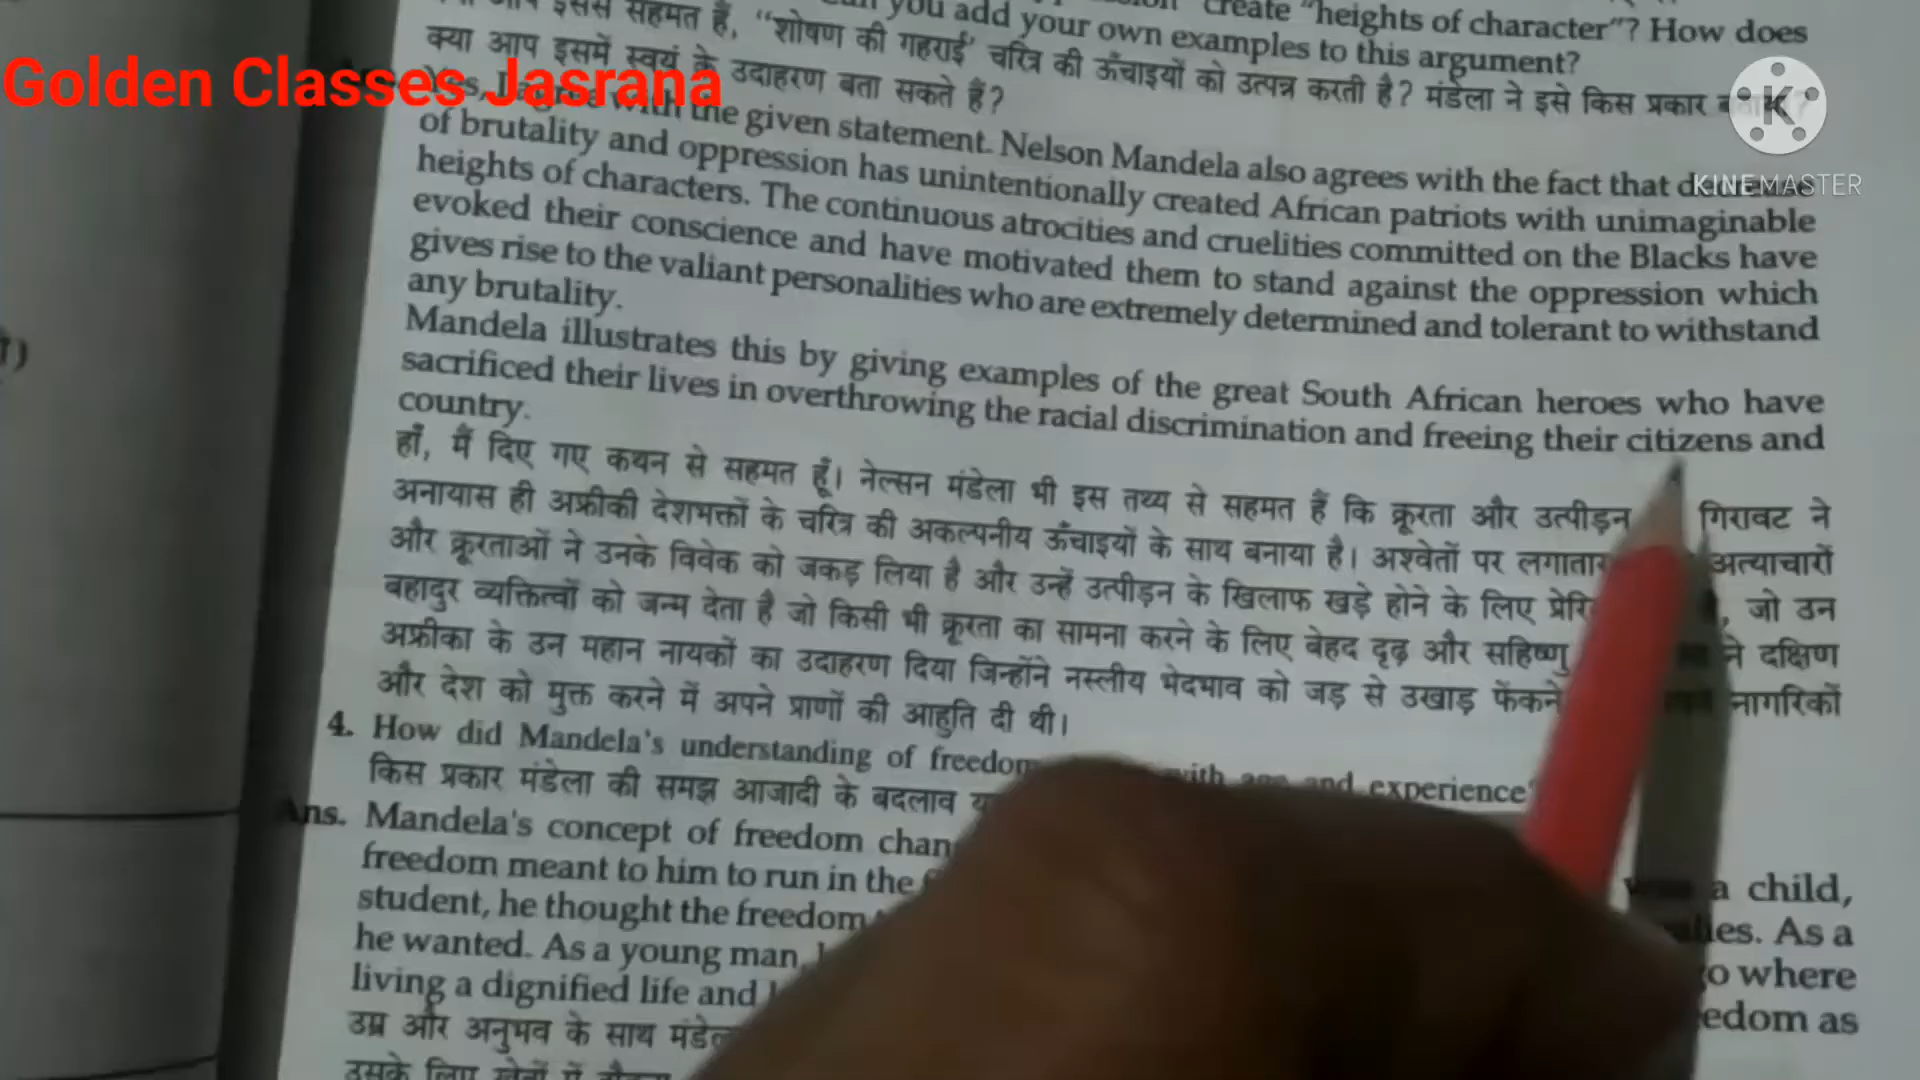 create "heights of character"? How does
you add your own examples to this argument?
आप इससे सहमत हैं, "शोषण की गहराई' चरित्र की ऊँचाइयों को उत्पन्न करती है? मंडेला ने इसे किस प्रकार
क्या आप इसमें स्वयं के उदाहरण बता सकते हैं?
Golden Classes Jasrana
K
KINEMASTER
with the given statement. Nelson Mandela also agrees with the fact that
of brutality and oppression has unintentionally created African patriots with unimaginable
heights of characters. The continuous atrocities and cruelities committed on the Blacks have
evoked their conscience and have motivated them to stand against the oppression which
gives rise to the valiant personalities who are extremely determined and tolerant to withstand
any brutality.
Mandela illustrates this by giving examples of the great South African heroes who have
sacrificed their lives in overthrowing the racial discrimination and freeing their citizens and
country.
हाँ, मैं दिए गए कथन से सहमत हूँ। नेल्सन मंडेला भी इस तथ्य से सहमत हैं कि क्रूरता और उत्पीड़न गिरावट ने
अनायास ही अफ्रीकी देशभक्तों के चरित्र की अकल्पनीय ऊँचाइयों के साथ बनाया है। अश्वेतों पर लगातार अत्याचारों
और क्रूरताओं ने उनके विवेक को जकड़ लिया है और उन्हें उत्पीड़न के खिलाफ खड़े होने के लिए जो उन
बहादुर व्यक्तित्वों को जन्म देता है जो किसी भी क्रूरता का सामना करने के लिए बेहद दृढ़ और सहिष्णु ने दक्षिण
अफ्रीका के उन महान नायकों का उदाहरण दिया जिन्होंने नस्लीय भेदभाव को जड़ से उखाड़ फेंकने नागरिकों
और देश को मुक्त करने में अपने प्राणों की आहुति दी थी।
4. How did Mandela's understanding of freedom with age and experience?
किस प्रकार मंडेला की समझ आजादी के बदलाव
Ans. Mandela's concept of freedom
freedom meant to him to run in the a child,
student, he thought the freedom As a
he wanted. As a young man, where
living a dignified life and as
उम्र और अनुभव के साथ
उसके लिए खेतों में